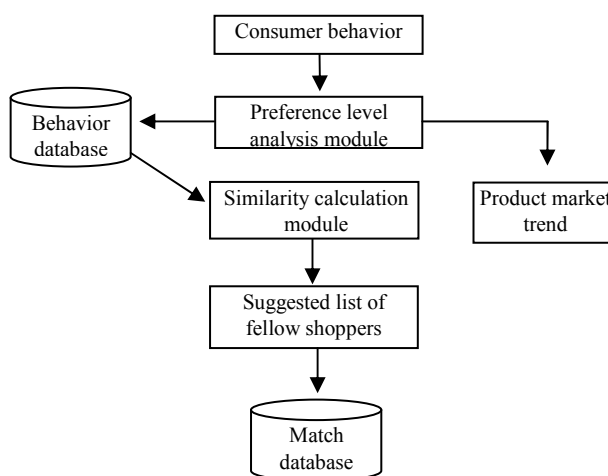 Consumer behavior
Preference level
analysis module
Behavior
database
Similarity calculation
module
Product market
trend
Suggested list of
fellow shoppers
Match
database